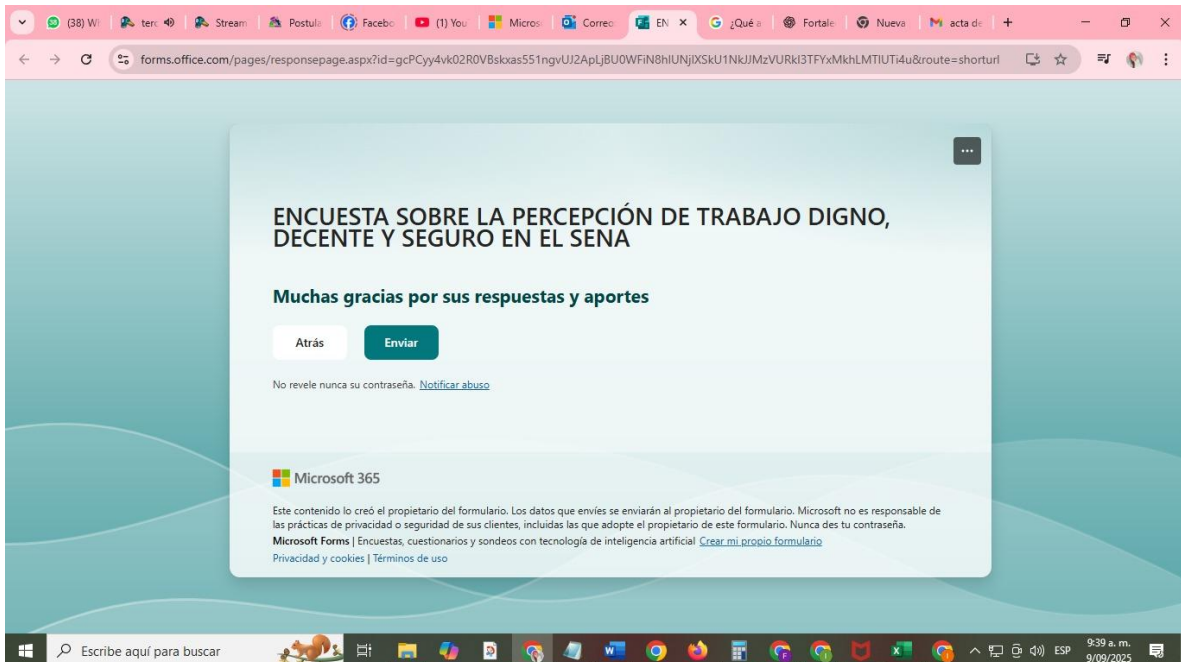 (38) W
terc
Stream
Postula
Facebo
(1) You
Micros
Correo
EN
¿Qué a
Fortale
Nueva
acta de
forms.office.com/pages/responsepage.aspx?id=gcPCyy4vk02R0VBskxas551ngvUJ2ApLjBU0WFiN8hIUNjlXSkU1NkJJMzVURkI3TFYxMkhLMTlUTi4u&route=shorturl
...
ENCUESTA SOBRE LA PERCEPCIÓN DE TRABAJO DIGNO,
DECENTE Y SEGURO EN EL SENA
Muchas gracias por sus respuestas y aportes
Atrás
Enviar
No revele nunca su contraseña. Notificar abuso
Microsoft 365
Este contenido lo creó el propietario del formulario. Los datos que envíes se enviarán al propietario del formulario. Microsoft no es responsable de
las prácticas de privacidad o seguridad de sus clientes, incluidas las que adopte el propietario de este formulario. Nunca des tu contraseña.
Microsoft Forms | Encuestas, cuestionarios y sondeos con tecnología de inteligencia artificial Crear mi propio formulario
Privacidad y cookies | Términos de uso
Escribe aquí para buscar
ESP
9:39 a. m.
9/09/2025